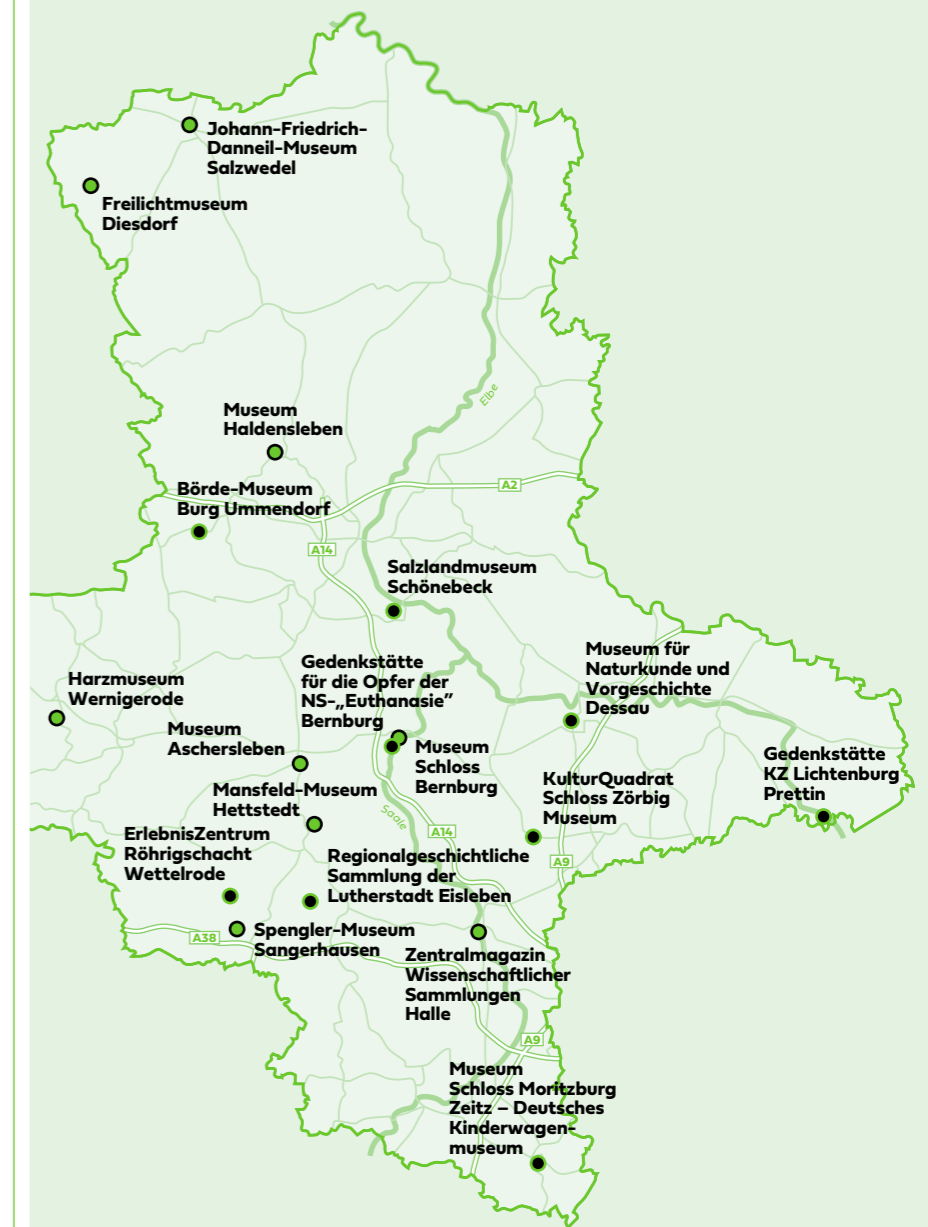 Johann-Friedrich-
Danneil-Museum
Salzwedel
Freilichtmuseum
Diesdorf
Elbe
Museum
Haldensleben
A2
Börde-Museum
Burg Ummendorf
A14
Salzlandmuseum
Schönebeck
Museum für
Naturkunde und
Vorgeschichte
Dessau
Gedenkstätte
für die Opfer der
NS-„Euthanasie”
Bernburg
Harzmuseum
Wernigerode
Museum
Aschersleben
Museum
Schloss
Bernburg
Gedenkstätte
KZ Lichtenburg
Prettin
KulturQuadrat
Schloss Zörbig
Museum
Mansfeld-Museum
Hettstedt
Saale
A14
ErlebnisZentrum
Röhrigschacht
Wettelrode
Regionalgeschichtliche
Sammlung der
Lutherstadt Eisleben
A9
A38
Spengler-Museum
Sangerhausen
Zentralmagazin
Wissenschaftlicher
Sammlungen
Halle
A9
Museum
Schloss Moritzburg
Zeitz – Deutsches
Kinderwagen-
museum